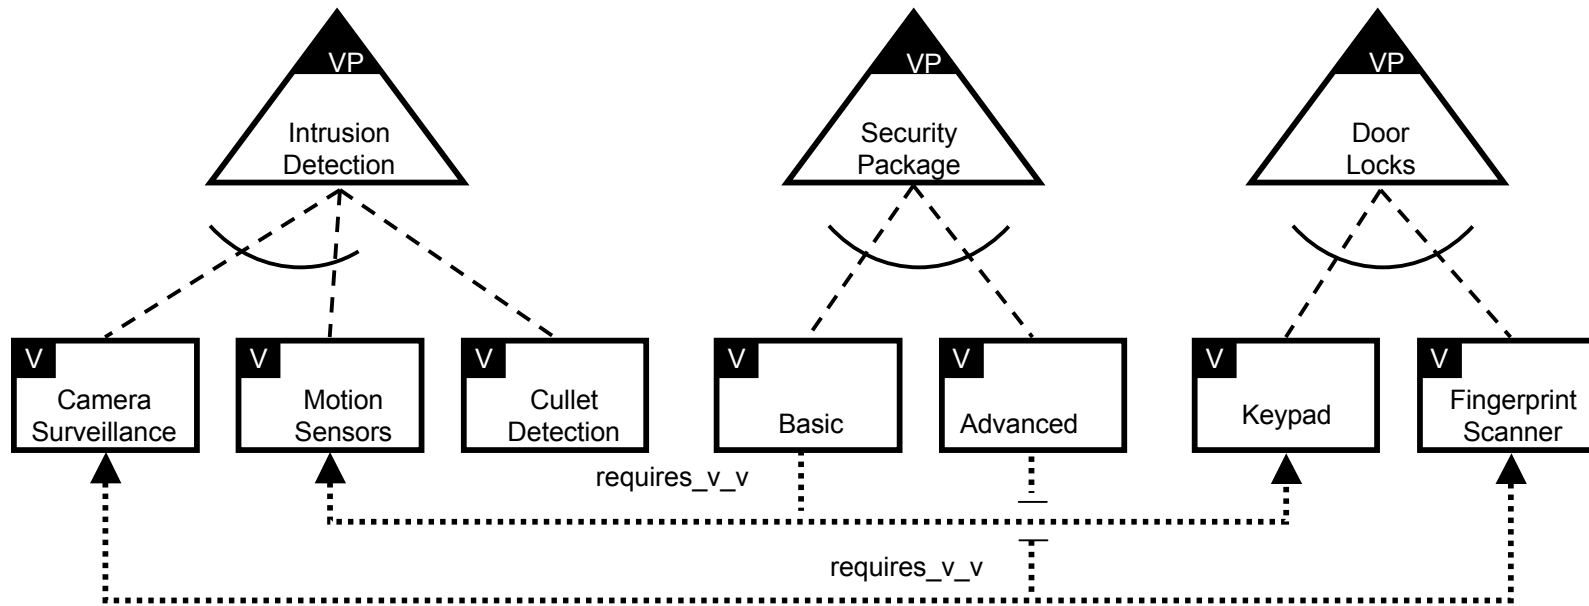 VP
VP
VP
Intrusion
Detection
Security
Package
Door
Locks
V
Camera
Surveillance
V
Motion
Sensors
V
Cullet
Detection
V
Basic
V
Advanced
V
Keypad
V
Fingerprint
Scanner
requires_v_v
requires_v_v